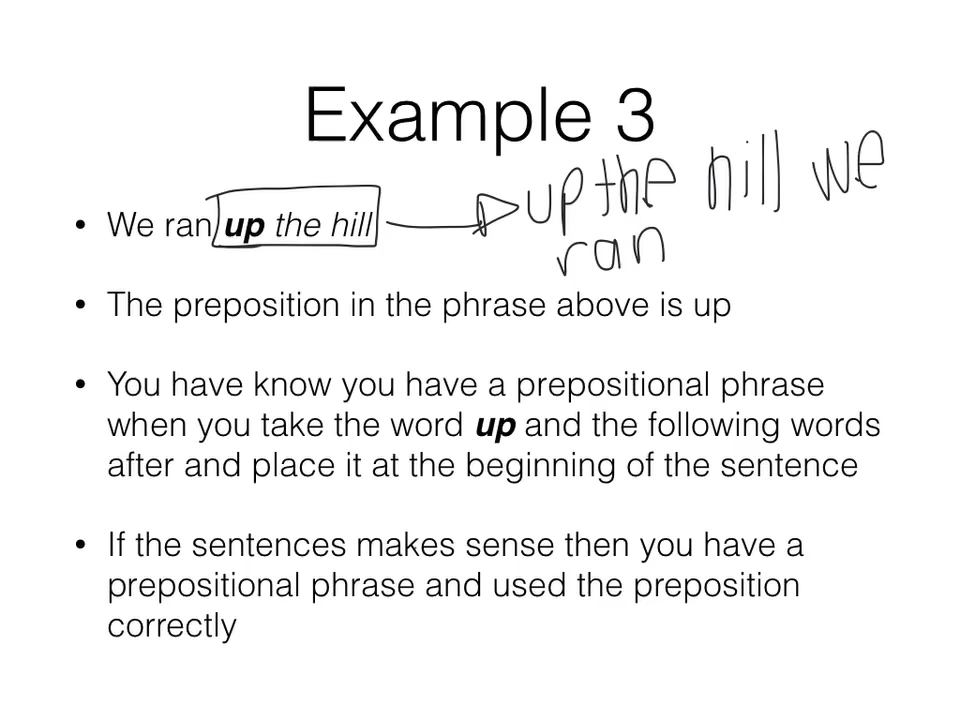 Example 3
• We ran up the hill
up the hill we
ran
• The preposition in the phrase above is up
• You have know you have a prepositional phrase
when you take the word up and the following words
after and place it at the beginning of the sentence
• If the sentences makes sense then you have a
prepositional phrase and used the preposition
correctly